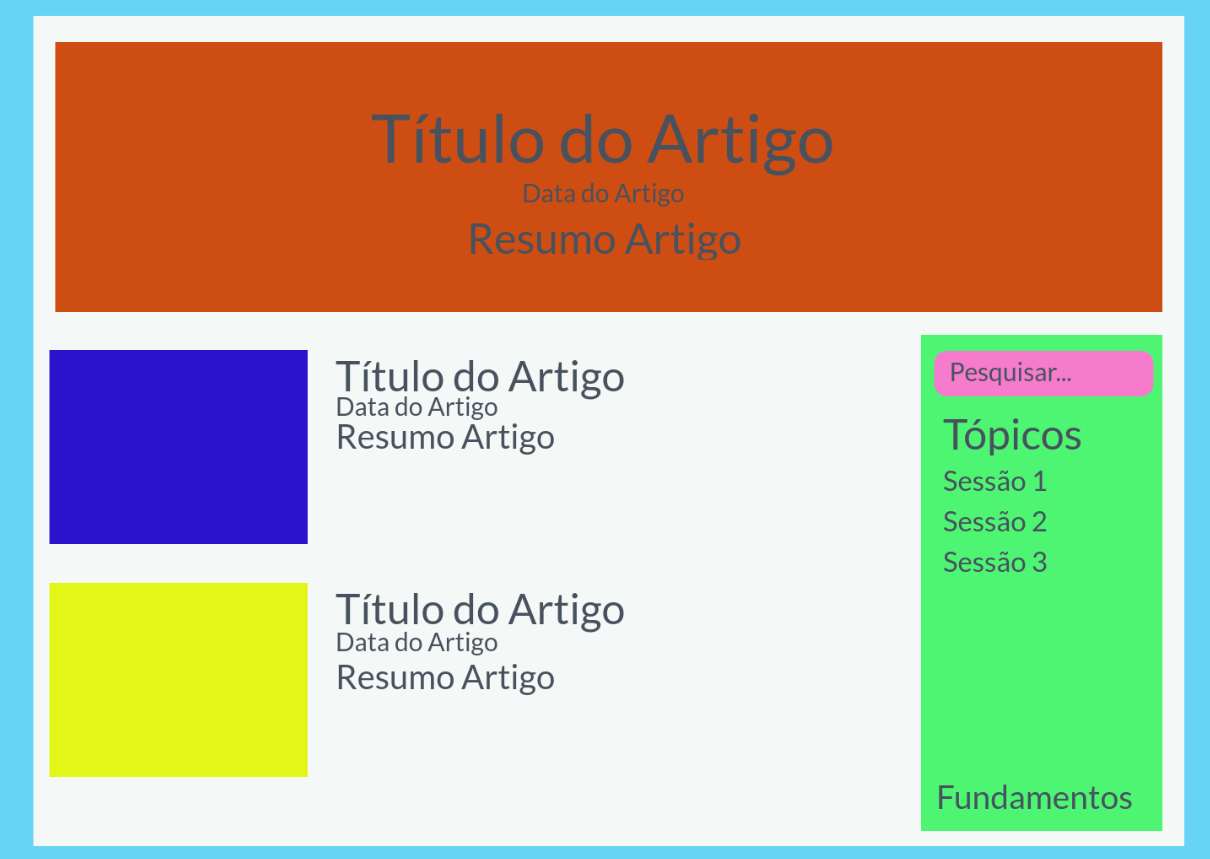 Título do Artigo
Data do Artigo
Resumo Artigo
Título do Artigo
Data do Artigo
Resumo Artigo
Título do Artigo
Data do Artigo
Resumo Artigo
Pesquisar...
Tópicos
Sessão 1
Sessão 2
Sessão 3
Fundamentos